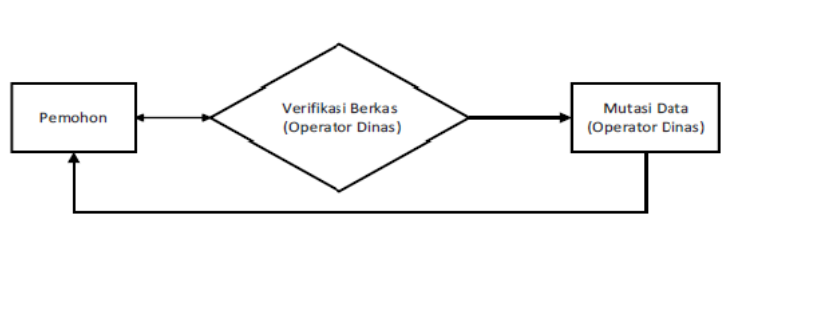 Pemohon
Verifikasi Berkas
(Operator Dinas)
Mutasi Data
(Operator Dinas)